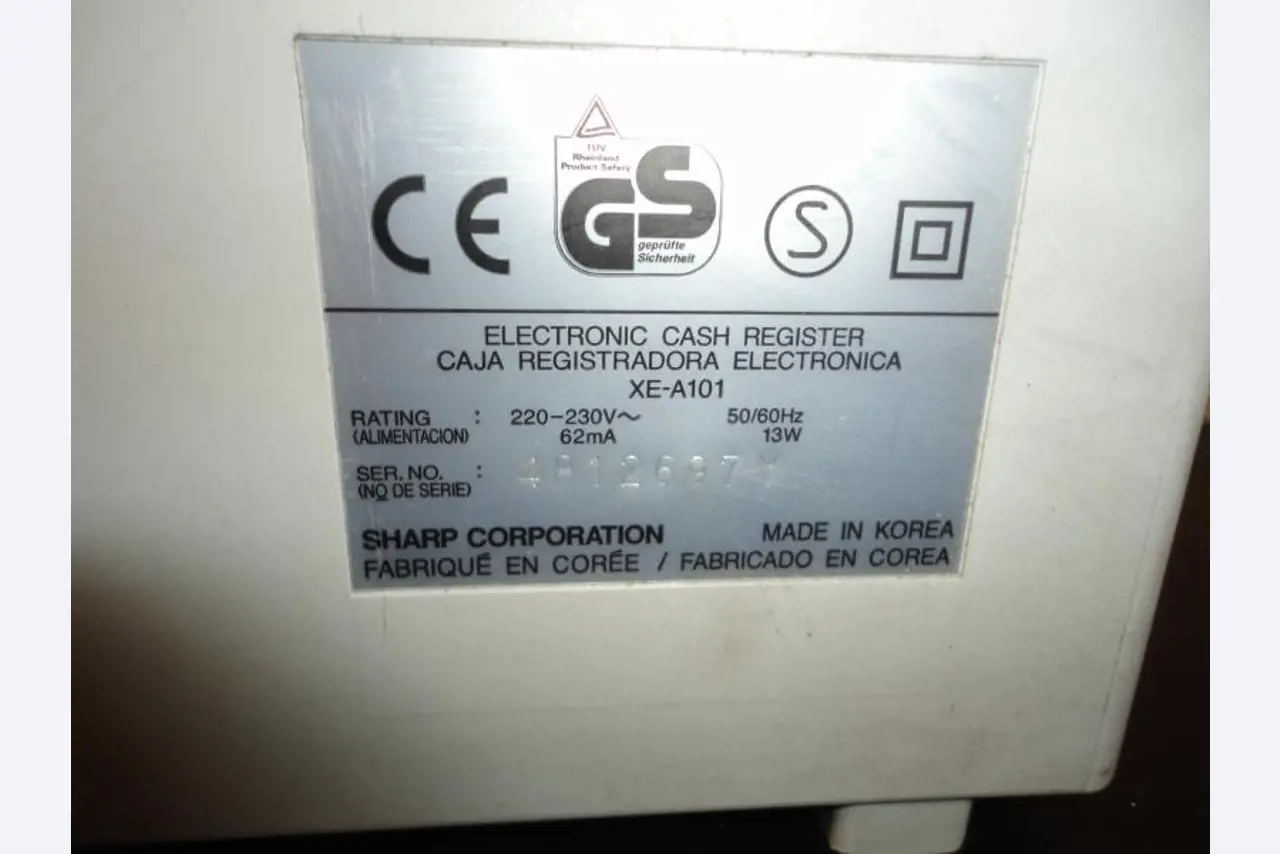 TÜV
Rheinland
Product Safety
CE
GS
geprüfte
Sicherheit
S
ELECTRONIC CASH REGISTER
CAJA REGISTRADORA ELECTRONICA
XE-A101
RATING : 220–230V～ 50/60Hz
(ALIMENTACION) 62mA 13W
SER. NO. : 4812697Y
(NO DE SERIE)
SHARP CORPORATION MADE IN KOREA
FABRIQUÉ EN CORÉE / FABRICADO EN COREA